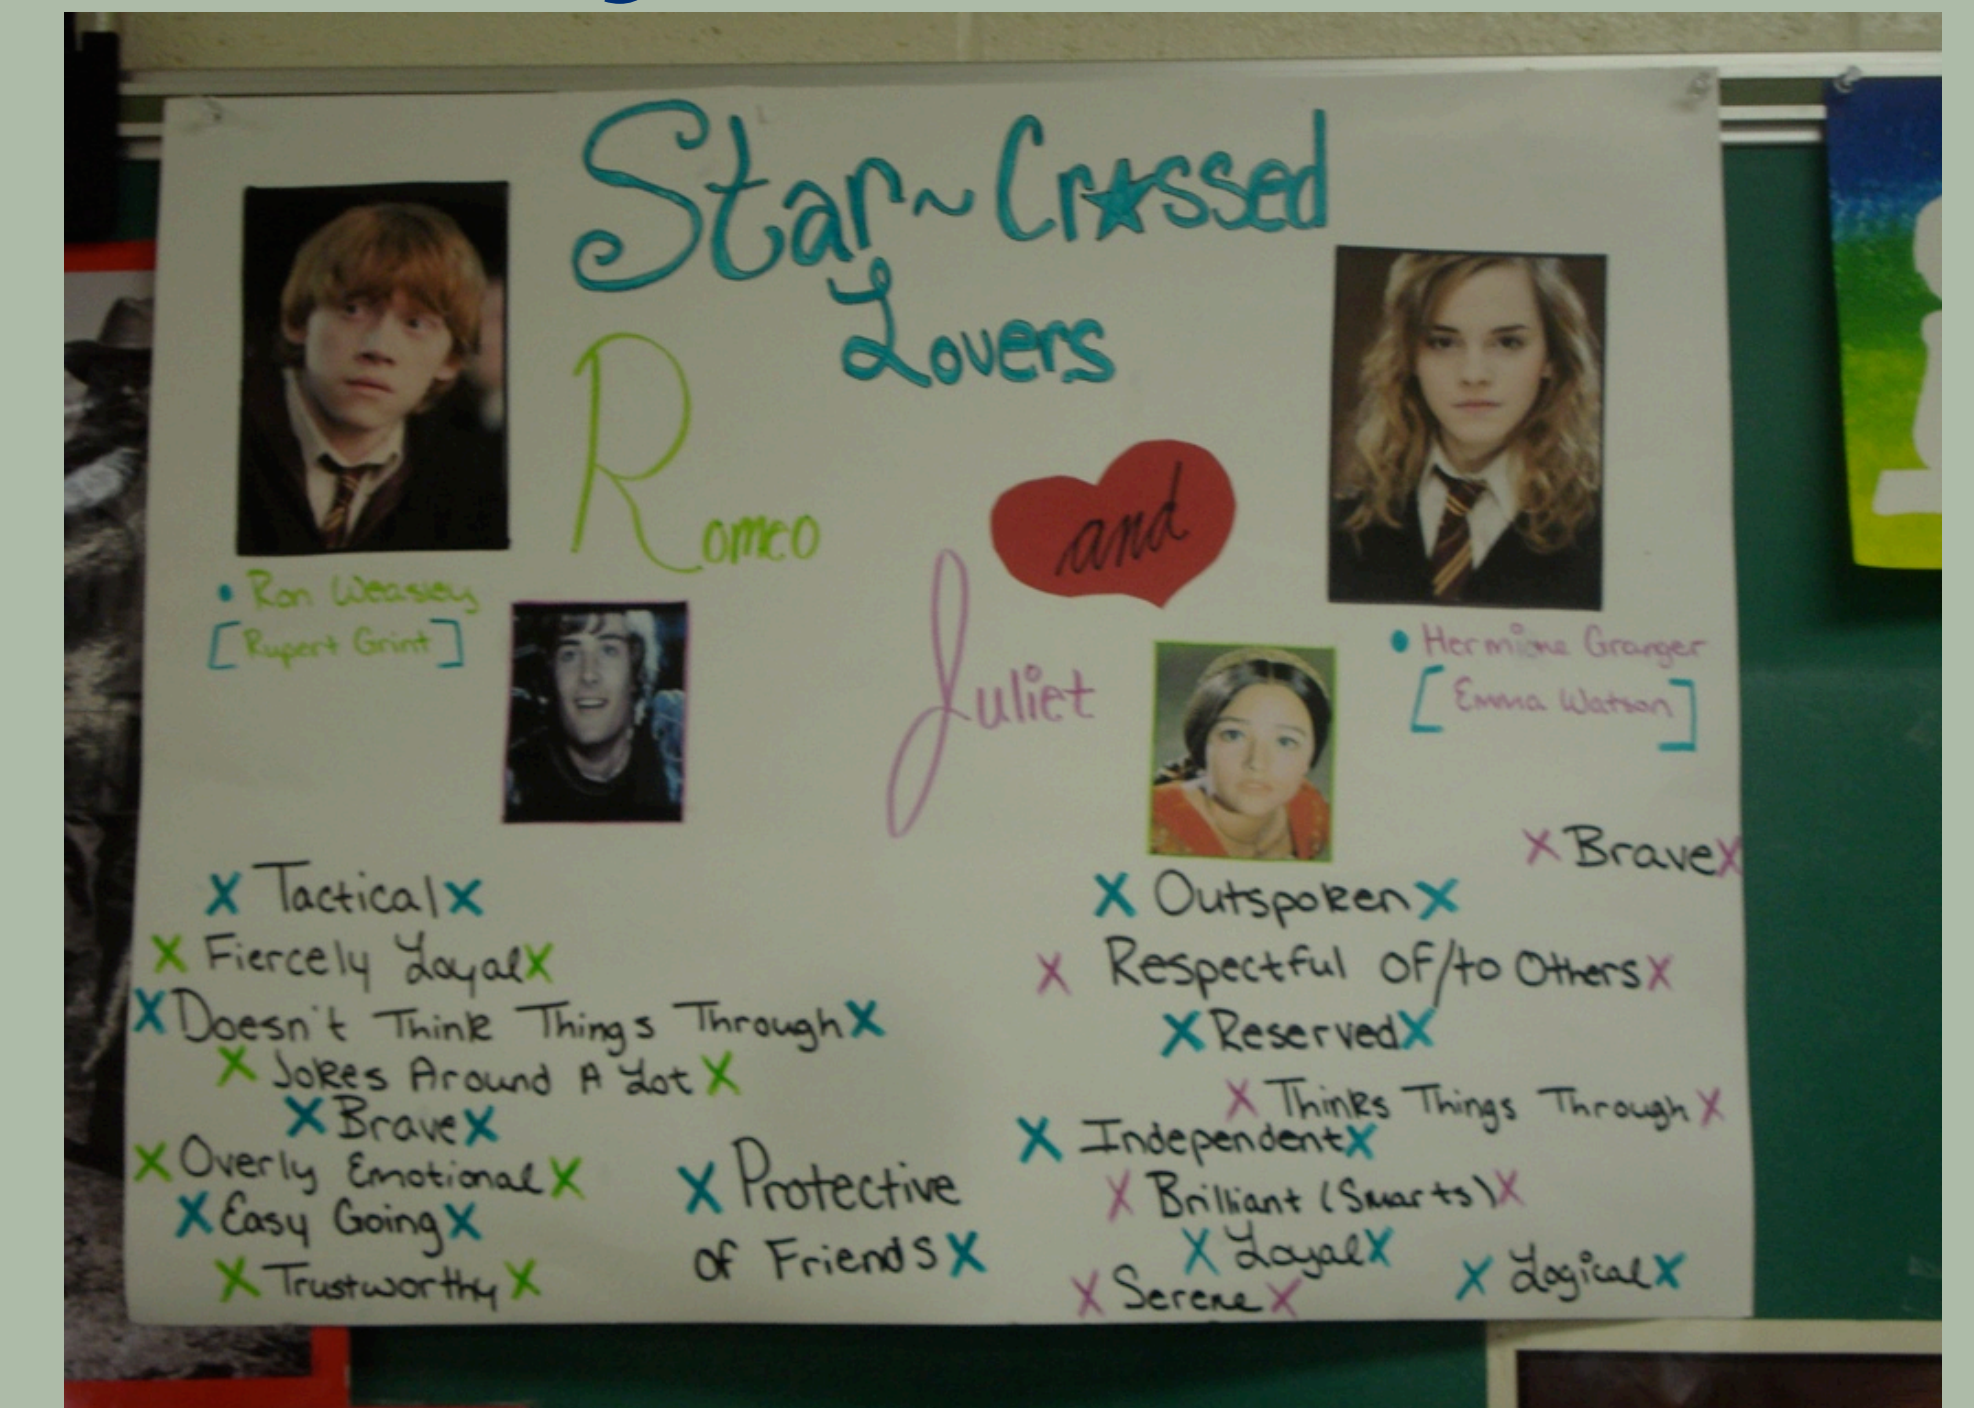 Star~Cr★ssed
Lovers
Romeo
and
Juliet
• Ron Weasley
[Rupert Grint]
• Hermione Granger
[Emma Watson]
X Tactical X
X Fiercely Loyal X
X Doesn't Think Things Through X
X Jokes Around A Lot X
X Brave X
X Overly Emotional X
X Easy Going X
X Trustworthy X
X Protective
of Friends X
X Brave X
X Outspoken X
X Respectful of/to Others X
X Reserved X
X Thinks Things Through X
X Independent X
X Brilliant (Smarts) X
X Loyal X
X Logical X
X Serene X